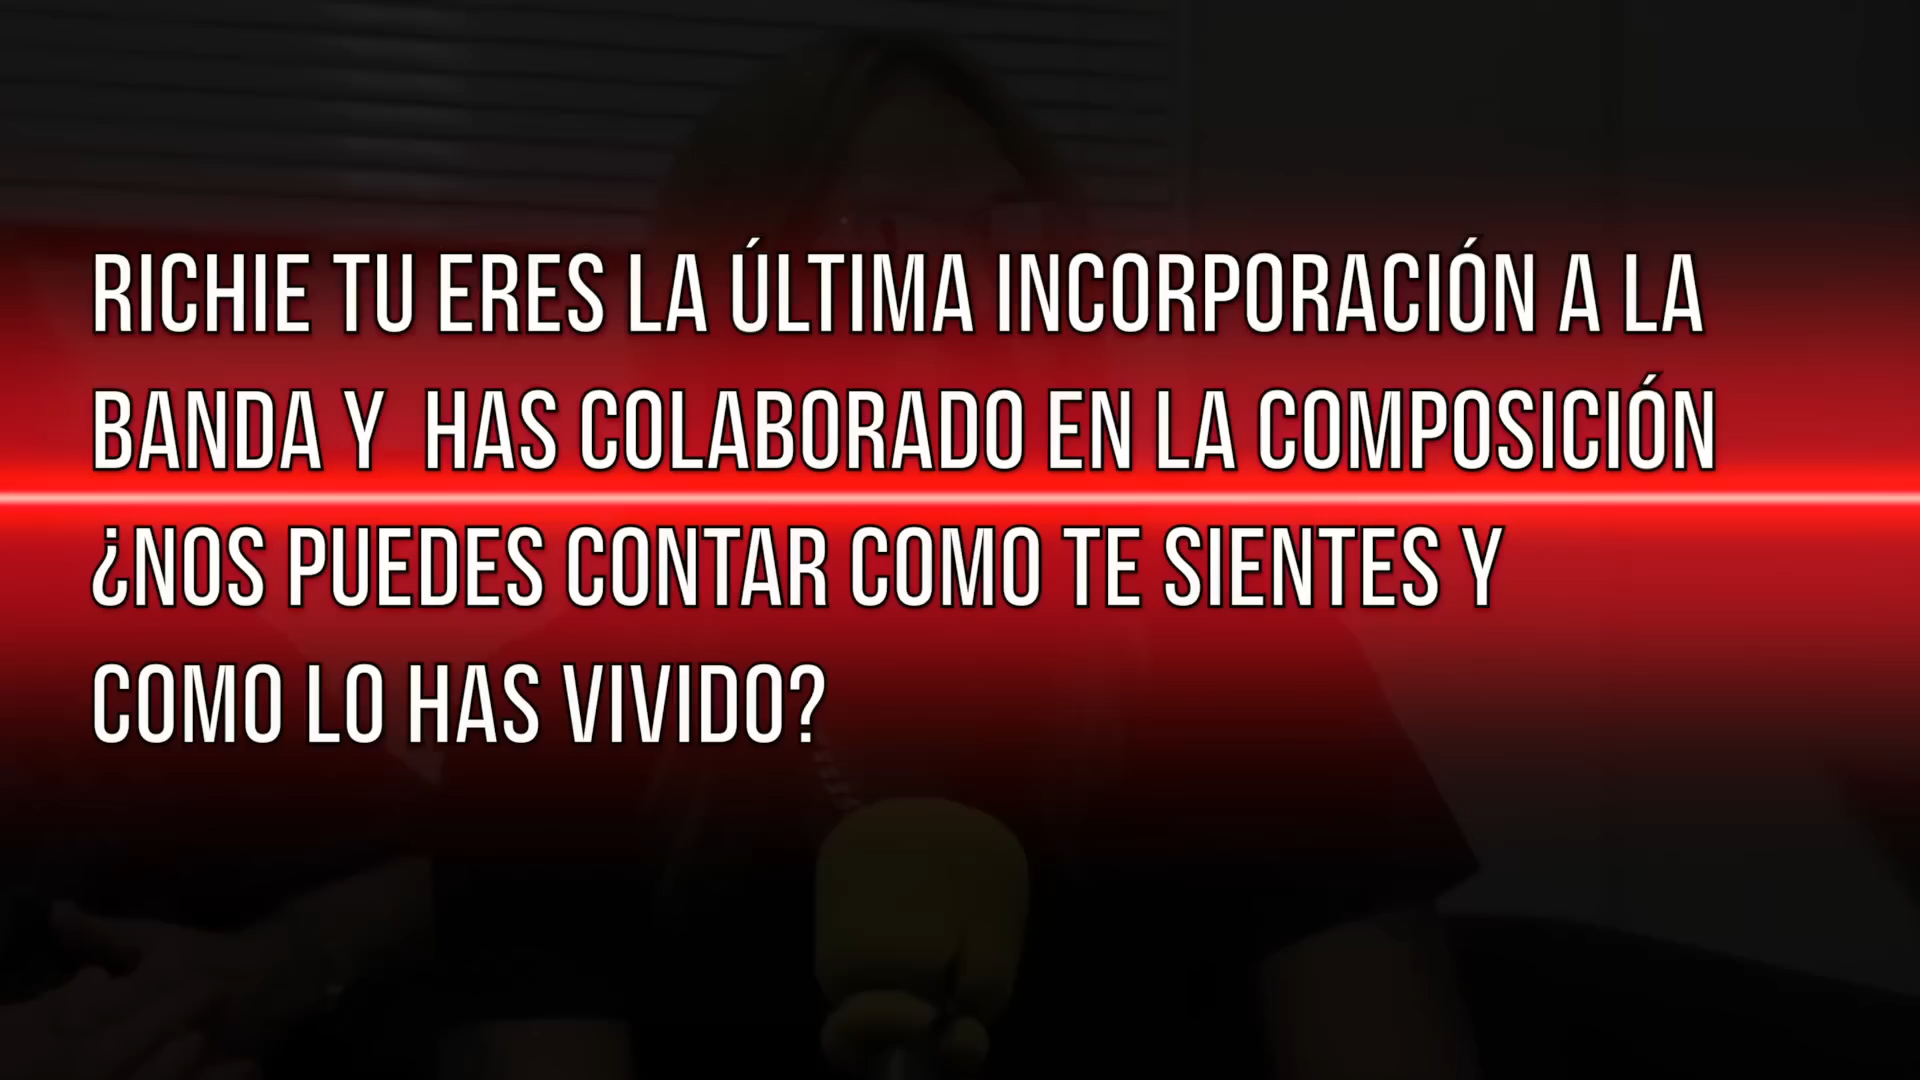 RICHIE TU ERES LA ÚLTIMA INCORPORACIÓN A LA
BANDA Y  HAS COLABORADO EN LA COMPOSICIÓN
¿NOS PUEDES CONTAR COMO TE SIENTES Y
COMO LO HAS VIVIDO?